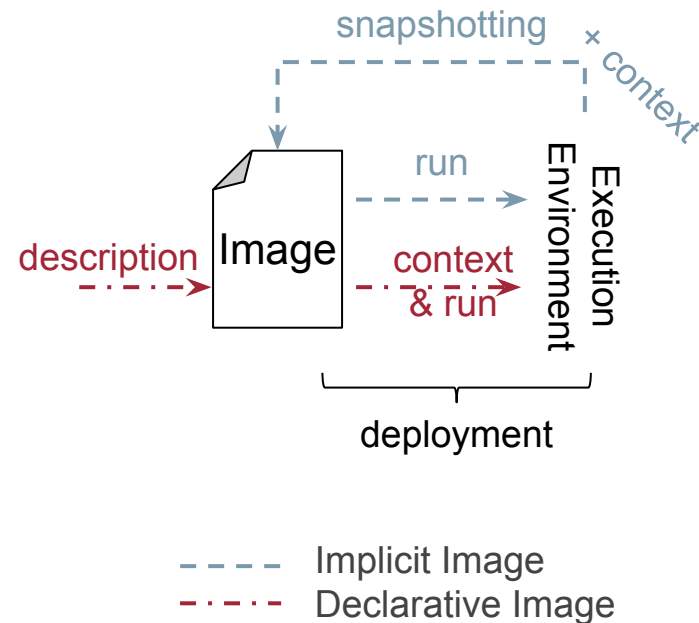 snapshotting
× context
run
Execution
Environment
Image
description
context
& run
deployment
Implicit Image
Declarative Image